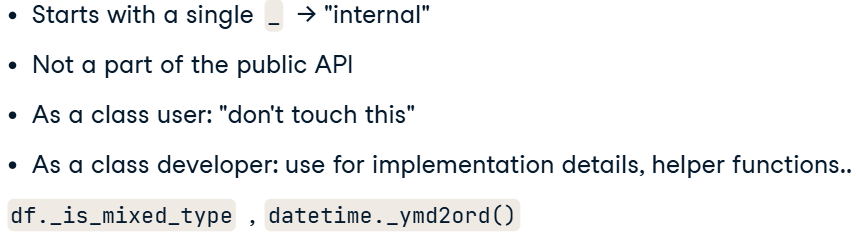 • Starts with a single _ → "internal"
• Not a part of the public API
• As a class user: "don't touch this"
• As a class developer: use for implementation details, helper functions..
df._is_mixed_type , datetime._ymd2ord()